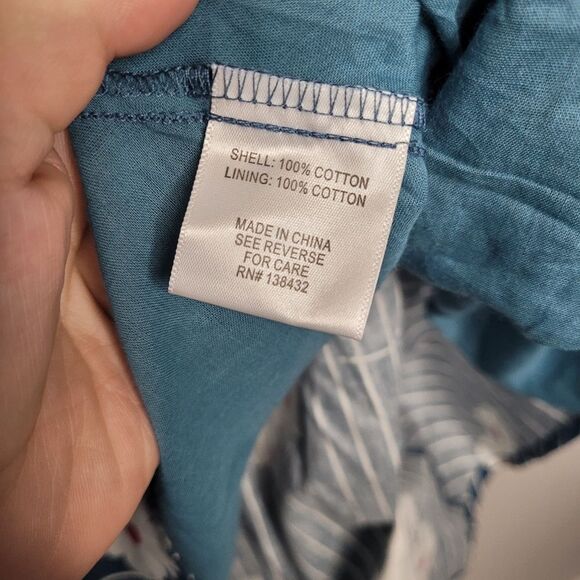 SHELL: 100% COTTON
LINING: 100% COTTON
MADE IN CHINA
SEE REVERSE
FOR CARE
RN# 138432